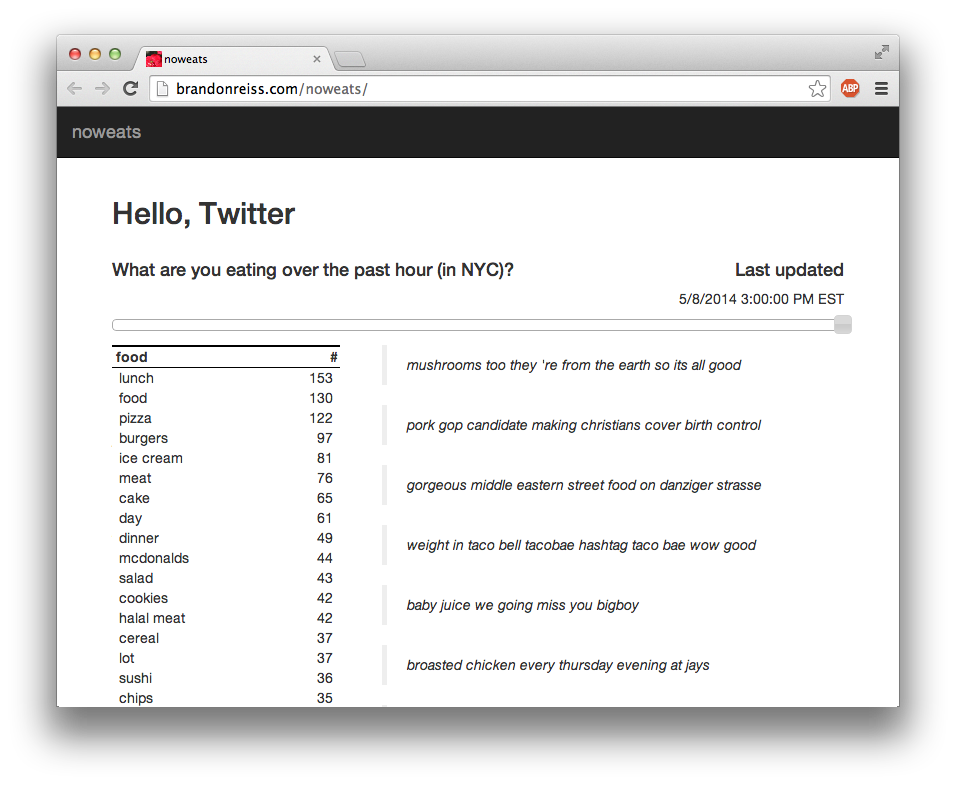 noweats
brandonreiss.com/noweats/
ABP
noweats
Hello, Twitter
What are you eating over the past hour (in NYC)?
Last updated
5/8/2014 3:00:00 PM EST
food #
lunch 153
food 130
pizza 122
burgers 97
ice cream 81
meat 76
cake 65
day 61
dinner 49
mcdonalds 44
salad 43
cookies 42
halal meat 42
cereal 37
lot 37
sushi 36
chips 35
mushrooms too they 're from the earth so its all good
pork gop candidate making christians cover birth control
gorgeous middle eastern street food on danziger strasse
weight in taco bell tacobae hashtag taco bae wow good
baby juice we going miss you bigboy
broasted chicken every thursday evening at jays